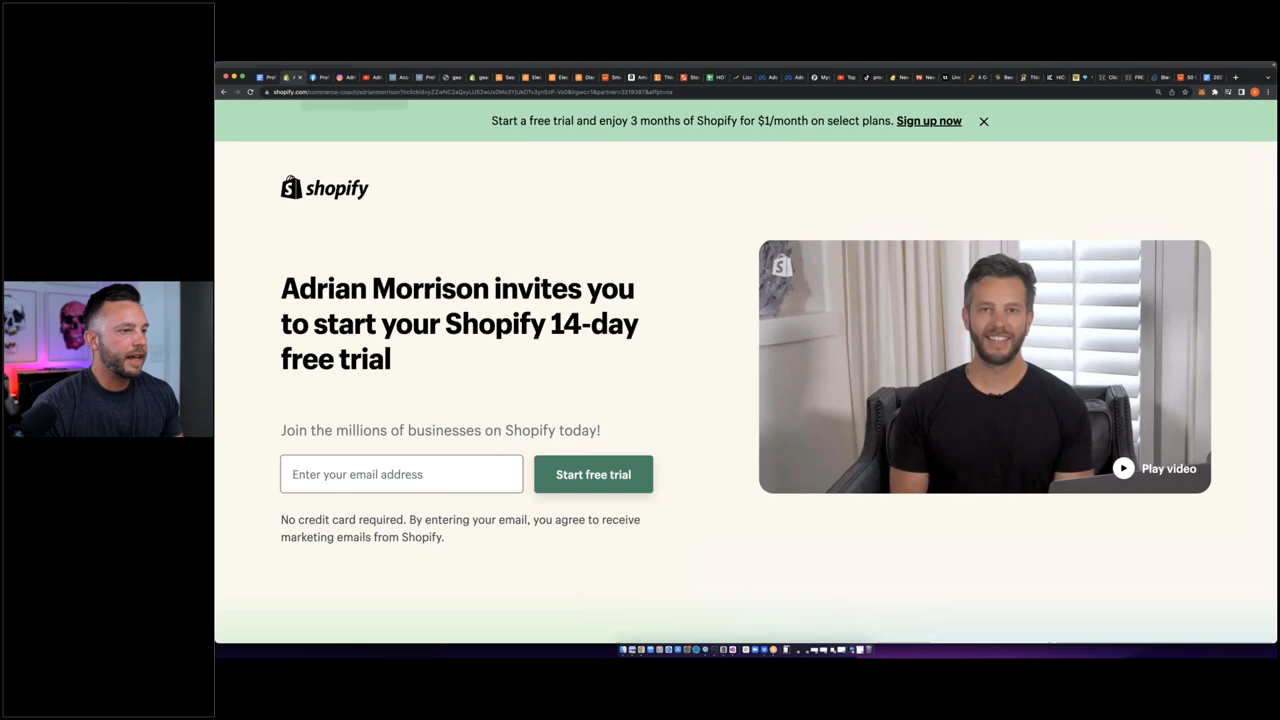 Start a free trial and enjoy 3 months of Shopify for $1/month on select plans. Sign up now
shopify
Adrian Morrison invites you
to start your Shopify 14-day
free trial
Join the millions of businesses on Shopify today!
Enter your email address
Start free trial
No credit card required. By entering your email, you agree to receive
marketing emails from Shopify.
Play video